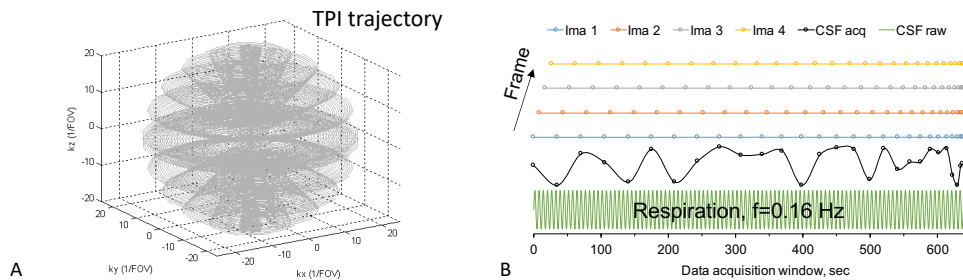 TPI trajectory
20
10
0
-10
-20
kz (1/FOV)
20
10
0
-10
-20
ky (1/FOV)
-20
-10
0
10
20
kx (1/FOV)
A
Ima 1 Ima 2 Ima 3 Ima 4 CSF acq CSF raw
Frame
Respiration, f=0.16 Hz
0 100 200 300 400 500 600
Data acquisition window, sec
B